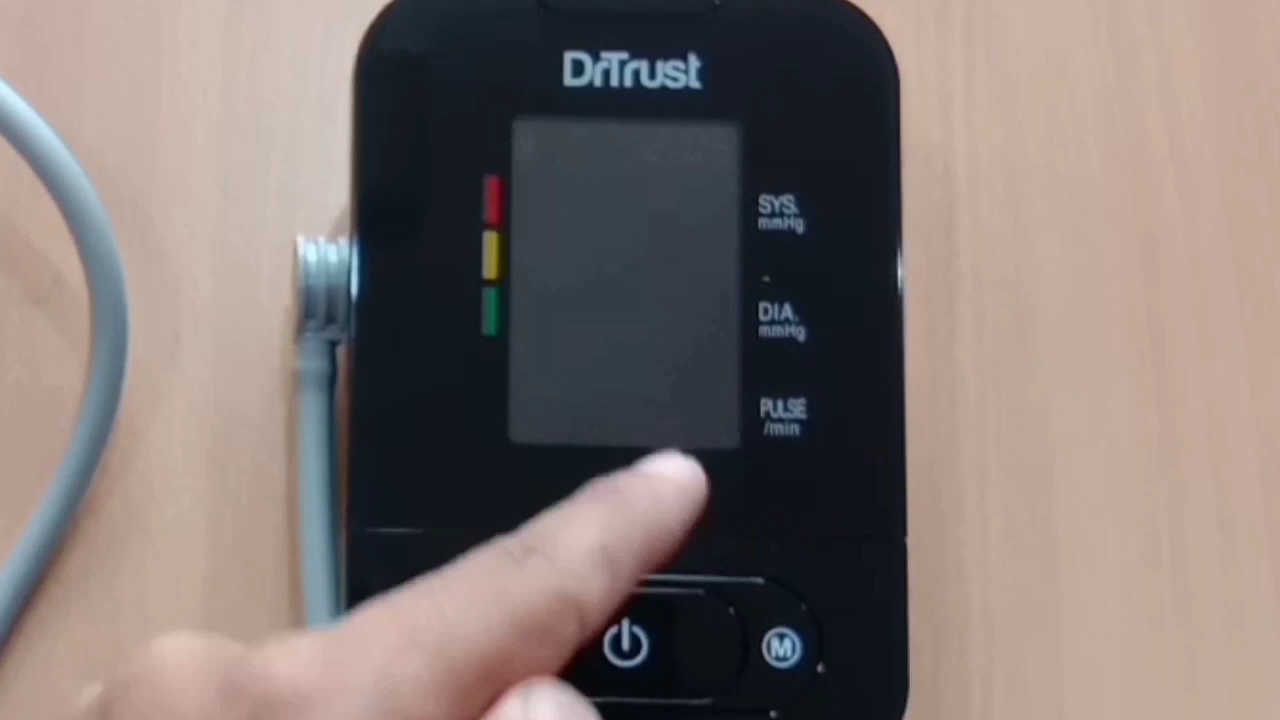 DrTrust
SYS.
mmHg
DIA.
mmHg
PULSE
/min
M